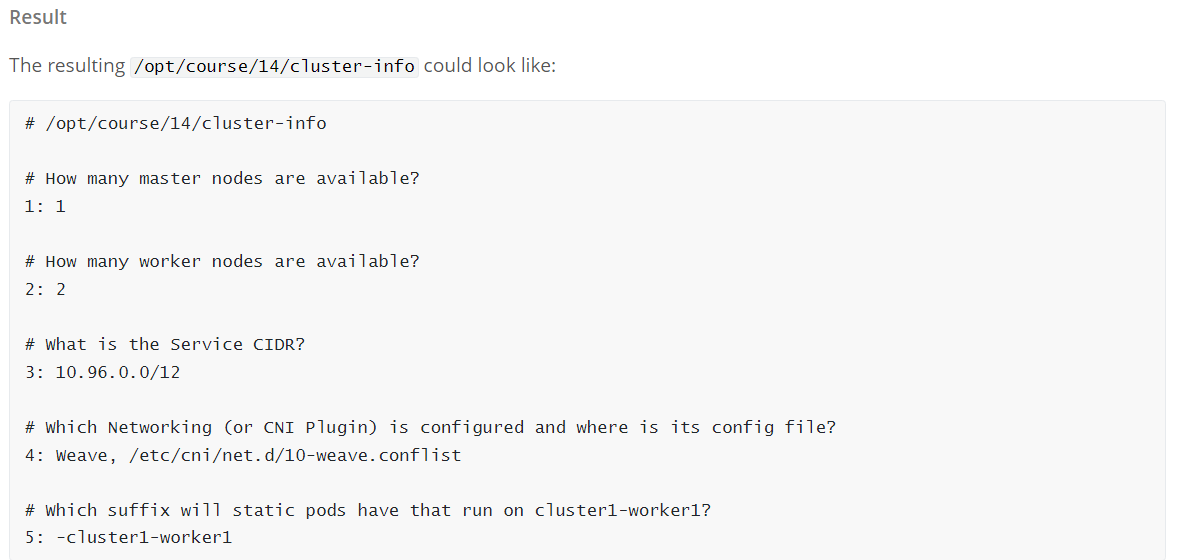 Result
The resulting /opt/course/14/cluster-info could look like:
# /opt/course/14/cluster-info
# How many master nodes are available?
1: 1
# How many worker nodes are available?
2: 2
# What is the Service CIDR?
3: 10.96.0.0/12
# Which Networking (or CNI Plugin) is configured and where is its config file?
4: Weave, /etc/cni/net.d/10-weave.conflist
# Which suffix will static pods have that run on cluster1-worker1?
5: -cluster1-worker1